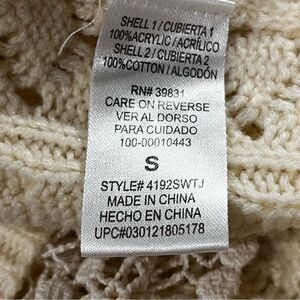 SHELL 1 / CUBIERTA 1
100%ACRYLIC / ACRÍLICO
SHELL 2 / CUBIERTA 2
100%COTTON / ALGODÓN
RN# 39831
CARE ON REVERSE
VER AL DORSO
PARA CUIDADO
100-00010443
S
STYLE# 4192SWTJ
MADE IN CHINA
HECHO EN CHINA
UPC#030121805178